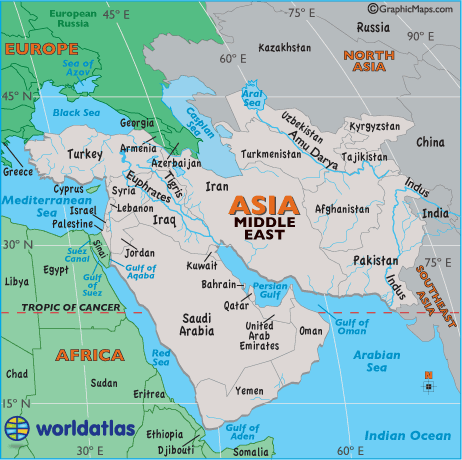 European
Russia
45° E
75° E
©GraphicMaps.com
Russia
90° E
EUROPE
Kazakhstan
NORTH
ASIA
Sea of
Azov
60° E
45° N
Aral
Sea
Black Sea
Caspian
Sea
Uzbekistan
Kyrgyzstan
Georgia
Amu Darya
China
Armenia
Turkmenistan
Tajikistan
Turkey
Azerbaijan
Greece
Tigris
Indus
Cyprus
Syria
Euphrates
Iran
Mediterranean
Sea
Lebanon
ASIA
MIDDLE
EAST
Afghanistan
India
Israel
Iraq
Palestine
30° N
Sinai
Jordan
Pakistan
75° E
Suez
Canal
Kuwait
Egypt
Gulf of
Aqaba
Bahrain
Persian
Gulf
Indus
SOUTHEAST
ASIA
Libya
Gulf
of
Suez
Qatar
TROPIC OF CANCER
Saudi
Arabia
United
Arab
Emirates
Oman
Gulf of
Oman
AFRICA
Red
Sea
Arabian
Sea
Chad
Sudan
Eritrea
Yemen
15° N
worldatlas
Gulf of
Aden
Indian Ocean
30° E
Ethiopia
Djibouti
Somalia
60° E